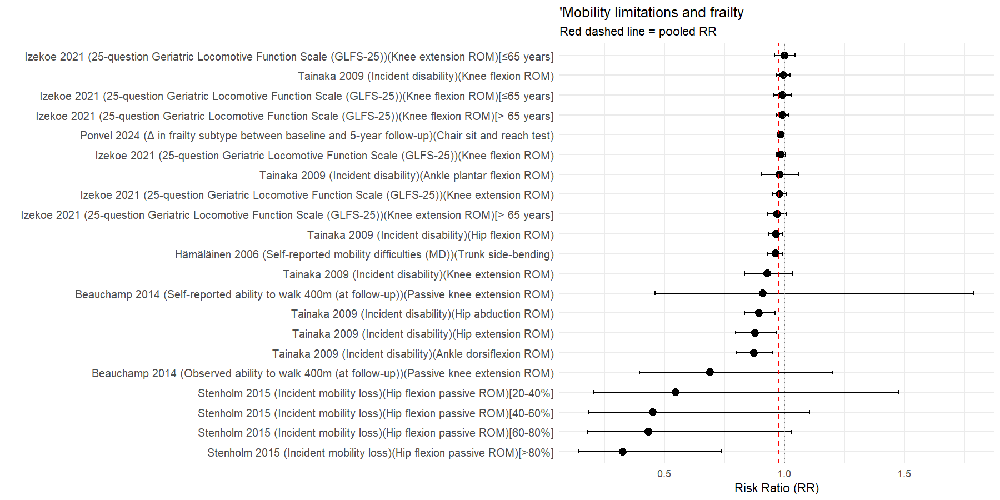 'Mobility limitations and frailty
Red dashed line = pooled RR
Izekoe 2021 (25-question Geriatric Locomotive Function Scale (GLFS-25))(Knee extension ROM)[≤65 years]
Tainaka 2009 (Incident disability)(Knee flexion ROM)
Izekoe 2021 (25-question Geriatric Locomotive Function Scale (GLFS-25))(Knee flexion ROM)[≤65 years]
Izekoe 2021 (25-question Geriatric Locomotive Function Scale (GLFS-25))(Knee flexion ROM)[> 65 years]
Ponvel 2024 (Δ in frailty subtype between baseline and 5-year follow-up)(Chair sit and reach test)
Izekoe 2021 (25-question Geriatric Locomotive Function Scale (GLFS-25))(Knee flexion ROM)
Tainaka 2009 (Incident disability)(Ankle plantar flexion ROM)
Izekoe 2021 (25-question Geriatric Locomotive Function Scale (GLFS-25))(Knee extension ROM)
Izekoe 2021 (25-question Geriatric Locomotive Function Scale (GLFS-25))(Knee extension ROM)[> 65 years]
Tainaka 2009 (Incident disability)(Hip flexion ROM)
Hämäläinen 2006 (Self-reported mobility difficulties (MD))(Trunk side-bending)
Tainaka 2009 (Incident disability)(Knee extension ROM)
Beauchamp 2014 (Self-reported ability to walk 400m (at follow-up))(Passive knee extension ROM)
Tainaka 2009 (Incident disability)(Hip abduction ROM)
Tainaka 2009 (Incident disability)(Hip extension ROM)
Tainaka 2009 (Incident disability)(Ankle dorsiflexion ROM)
Beauchamp 2014 (Observed ability to walk 400m (at follow-up))(Passive knee extension ROM)
Stenholm 2015 (Incident mobility loss)(Hip flexion passive ROM)[20-40%]
Stenholm 2015 (Incident mobility loss)(Hip flexion passive ROM)[40-60%]
Stenholm 2015 (Incident mobility loss)(Hip flexion passive ROM)[60-80%]
Stenholm 2015 (Incident mobility loss)(Hip flexion passive ROM)[>80%]
0.5 1.0 1.5
Risk Ratio (RR)